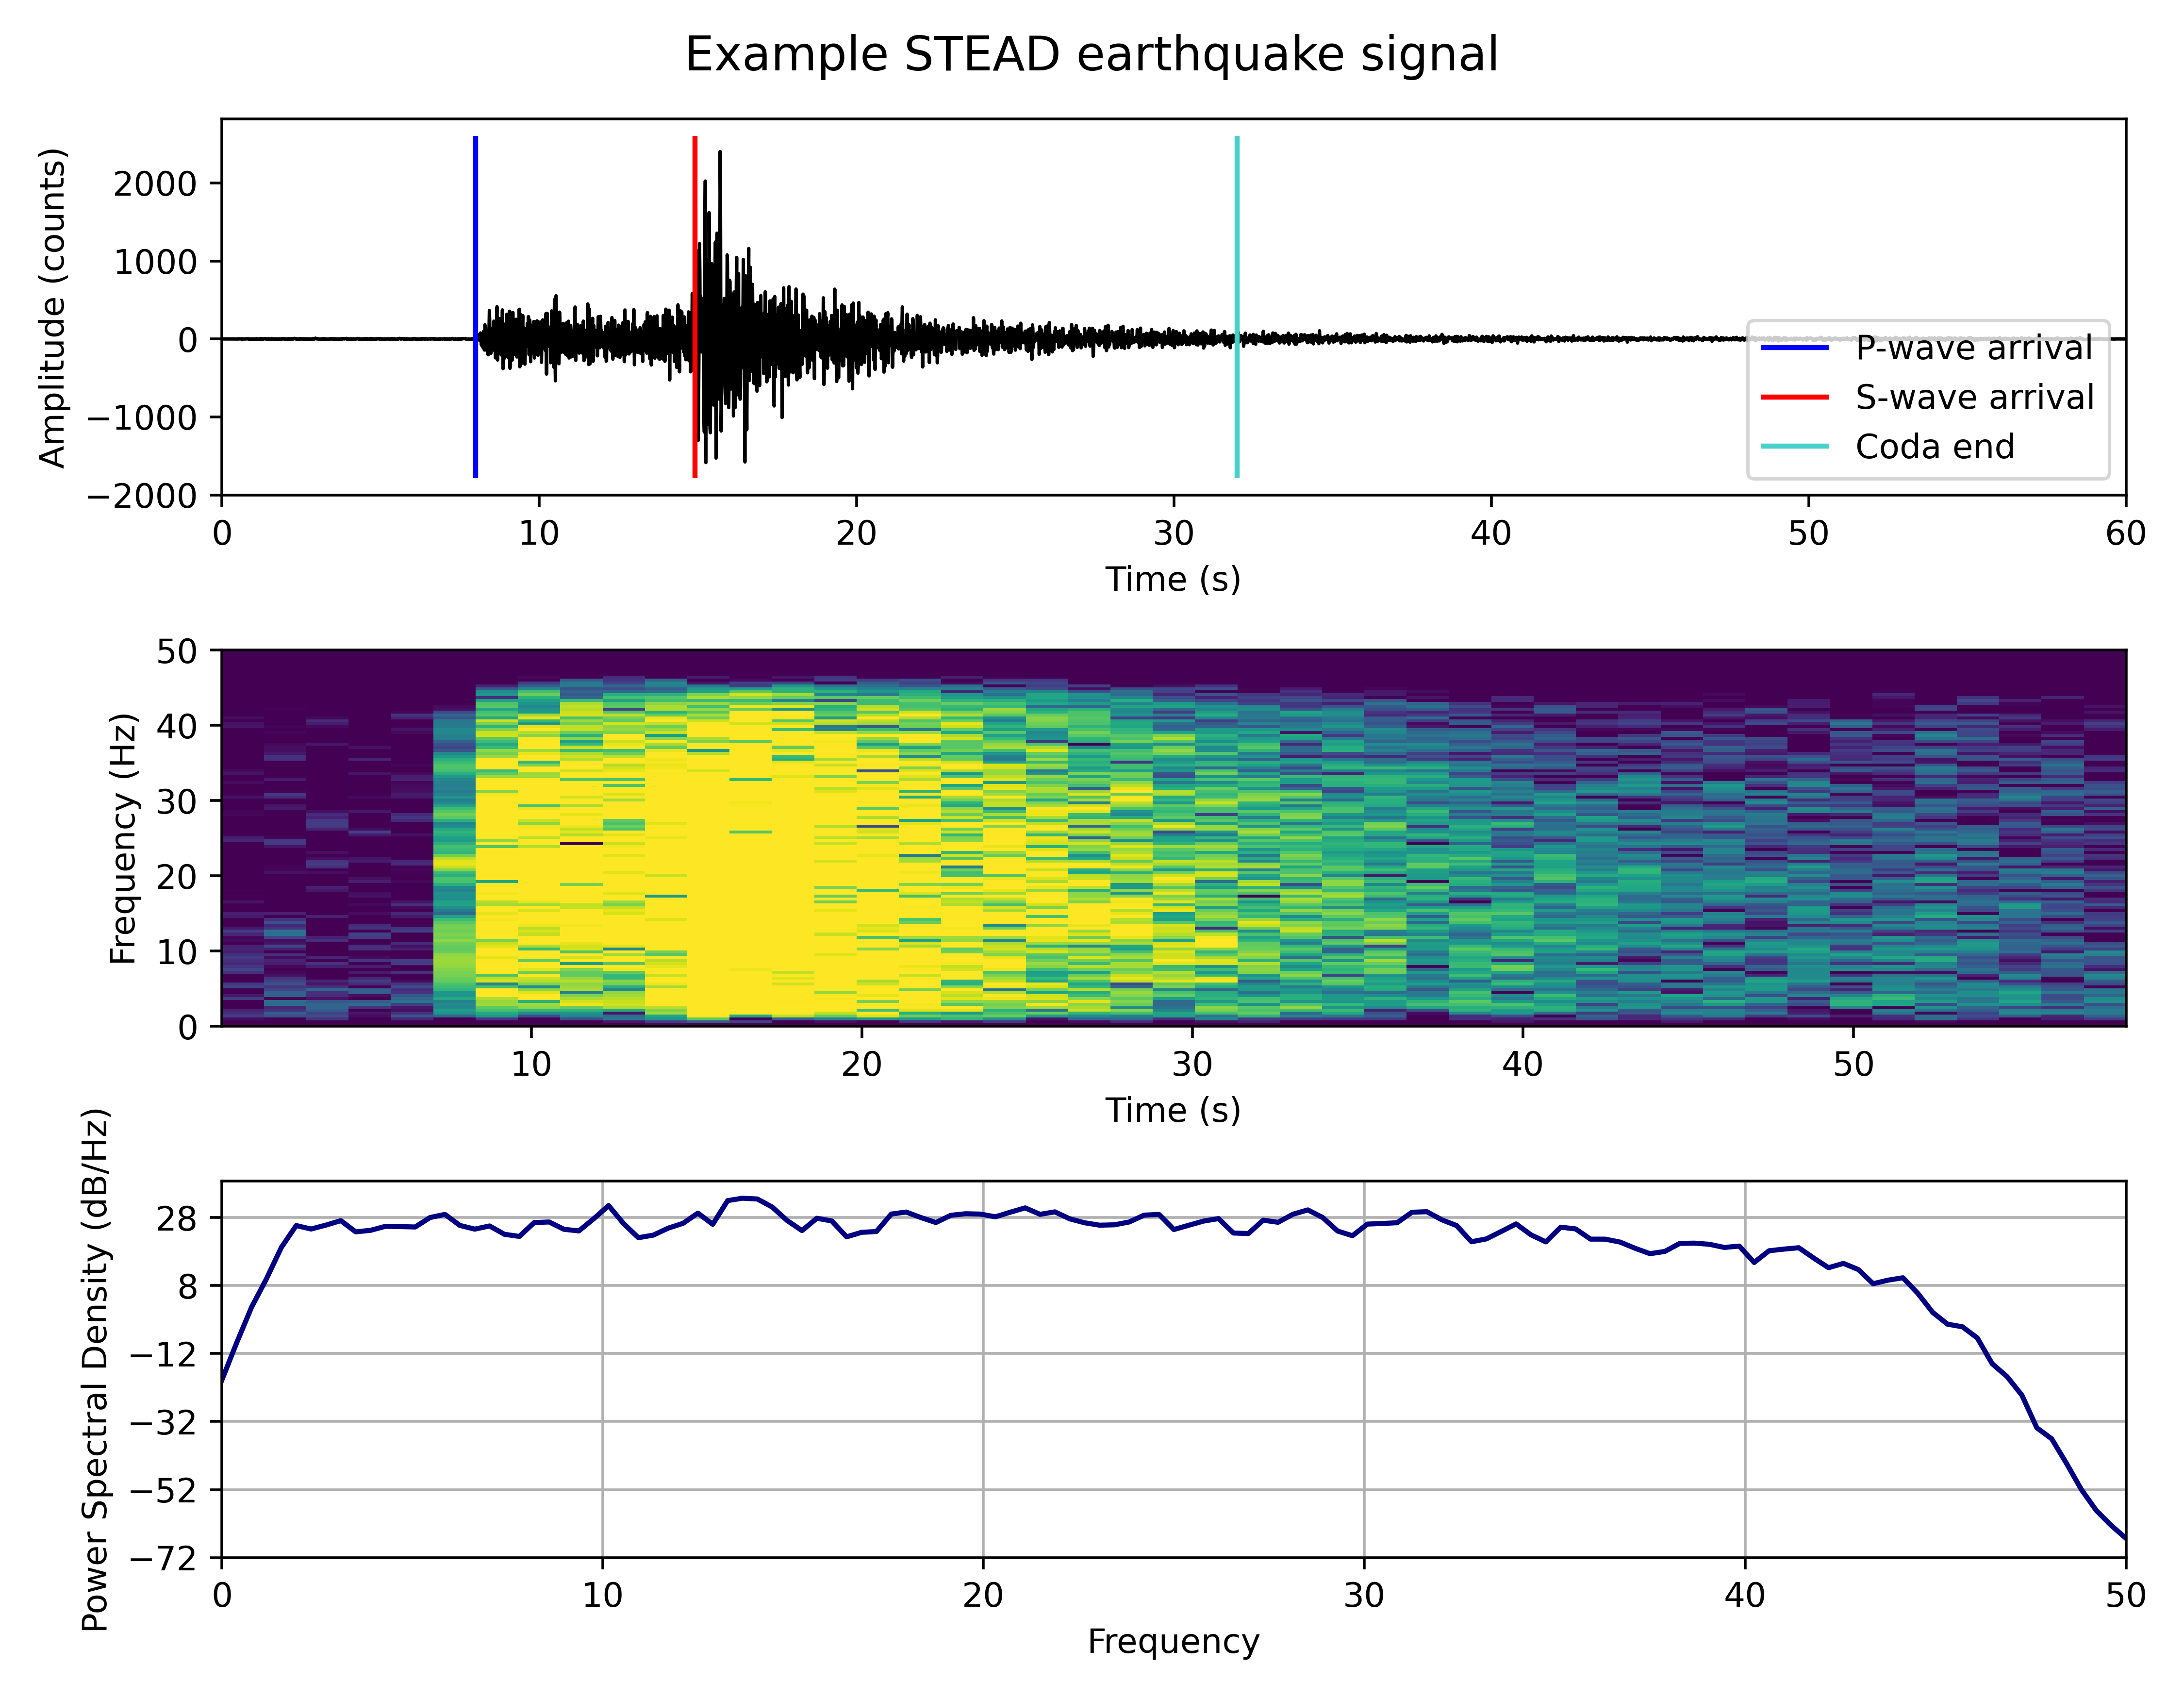 Example STEAD earthquake signal
Amplitude (counts)
2000
1000
0
−1000
−2000
P-wave arrival
S-wave arrival
Coda end
0 10 20 30 40 50 60
Time (s)
Frequency (Hz)
50
40
30
20
10
0
10 20 30 40 50
Time (s)
Power Spectral Density (dB/Hz)
28
8
−12
−32
−52
−72
0 10 20 30 40 50
Frequency